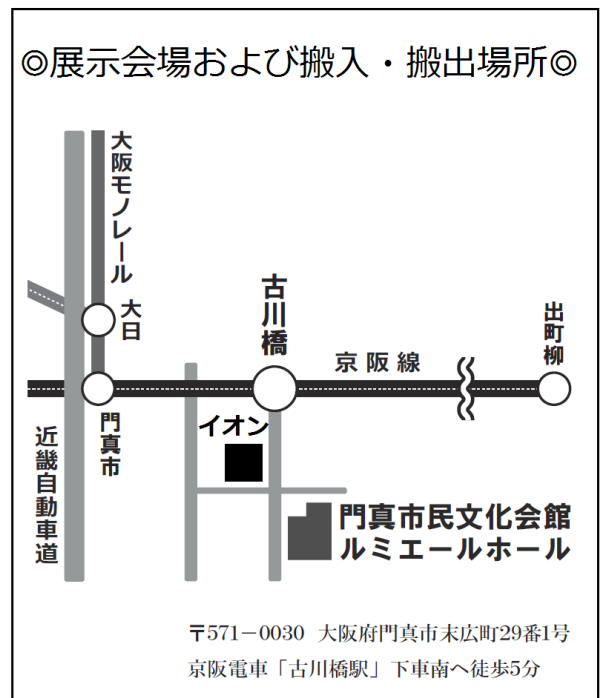 ◎展示会場および搬入・搬出場所◎
大阪モノレール
大日
古川橋
出町柳
京阪線
門真市
イオン
近畿自動車道
門真市民文化会館
ルミエールホール
〒571－0030 大阪府門真市末広町29番1号
京阪電車「古川橋駅」下車南へ徒歩5分